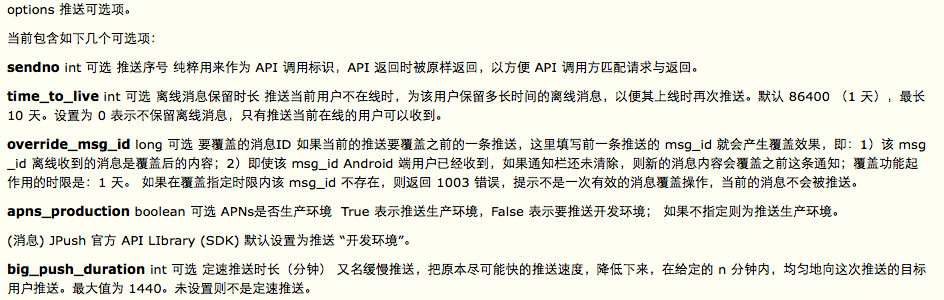 options 推送可选项。
当前包含如下几个可选项：
sendno int 可选 推送序号 纯粹用来作为 API 调用标识，API 返回时被原样返回，以方便 API 调用方匹配请求与返回。
time_to_live int 可选 离线消息保留时长 推送当前用户不在线时，为该用户保留多长时间的离线消息，以便其上线时再次推送。默认 86400 （1 天），最长
10 天。设置为 0 表示不保留离线消息，只有推送当前在线的用户可以收到。
override_msg_id long 可选 要覆盖的消息ID 如果当前的推送要覆盖之前的一条推送，这里填写前一条推送的 msg_id 就会产生覆盖效果，即：1）该 msg
_id 离线收到的消息是覆盖后的内容；2）即使该 msg_id Android 端用户已经收到，如果通知栏还未清除，则新的消息内容会覆盖之前这条通知；覆盖功能起
作用的时限是：1 天。 如果在覆盖指定时限内该 msg_id 不存在，则返回 1003 错误，提示不是一次有效的消息覆盖操作，当前的消息不会被推送。
apns_production boolean 可选 APNs是否生产环境 True 表示推送生产环境，False 表示要推送开发环境； 如果不指定则为推送生产环境。
(消息) JPush 官方 API LIbrary (SDK) 默认设置为推送 “开发环境”。
big_push_duration int 可选 定速推送时长（分钟） 又名缓慢推送，把原本尽可能快的推送速度，降低下来，在给定的 n 分钟内，均匀地向这次推送的目标
用户推送。最大值为 1440。未设置则不是定速推送。